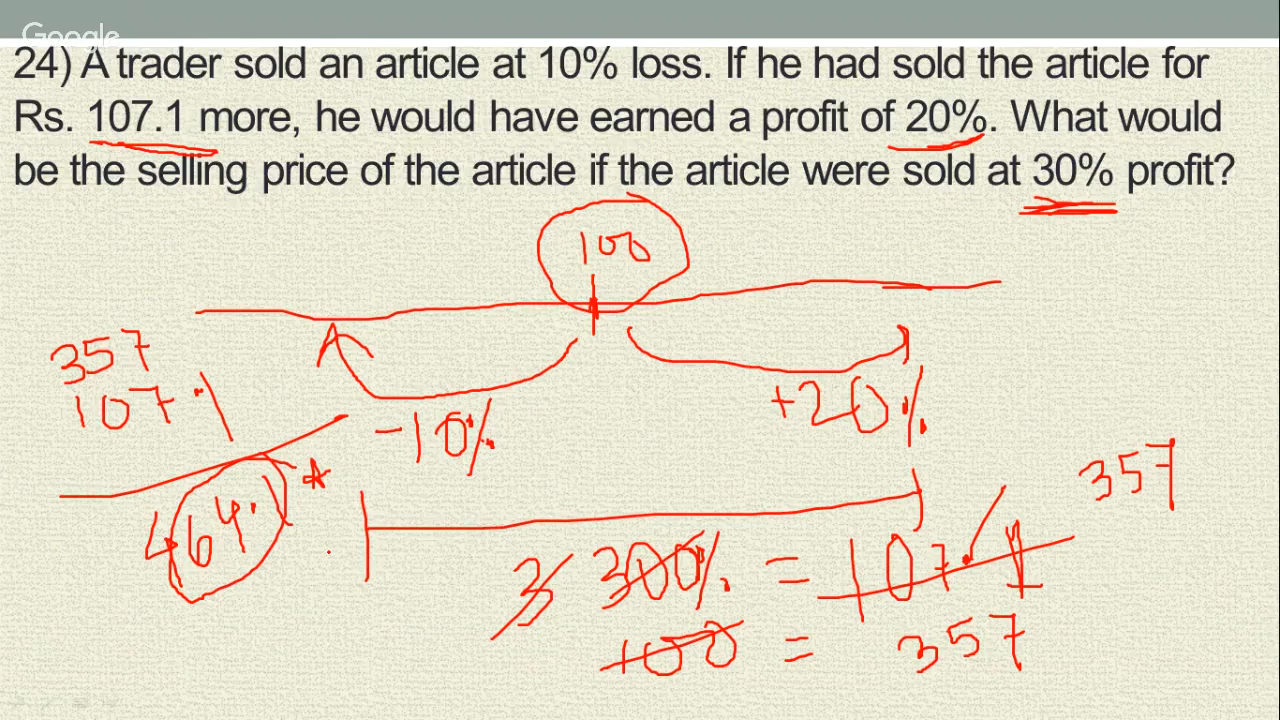 Google
24) A trader sold an article at 10% loss. If he had sold the article for
Rs. 107.1 more, he would have earned a profit of 20%. What would
be the selling price of the article if the article were sold at 30% profit?
100
357
107.1
464.1
-10%
+20%
357
3 300% = 107.1
100 = 357